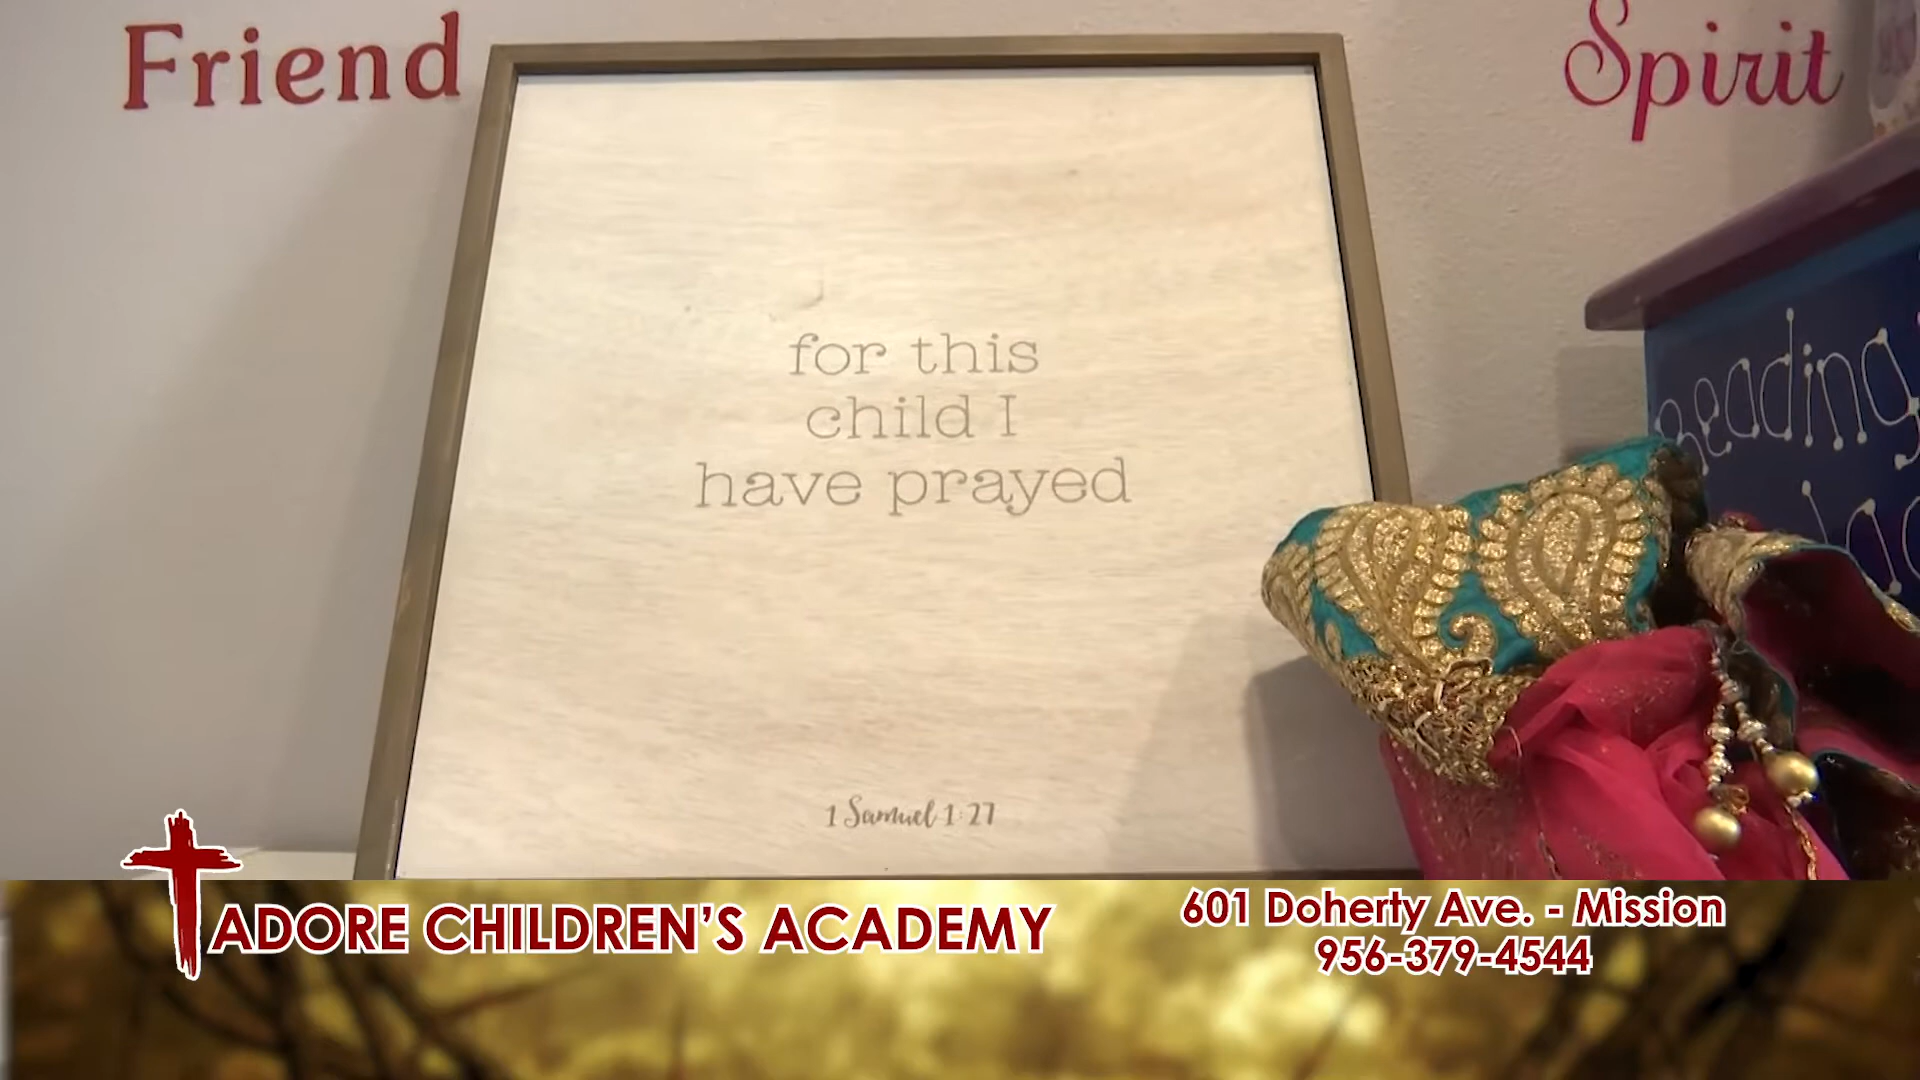 Friend
Spirit
for this
child I
have prayed
1 Samuel 1:27
Reading
ADORE CHILDREN'S ACADEMY
601 Doherty Ave. - Mission
956-379-4544